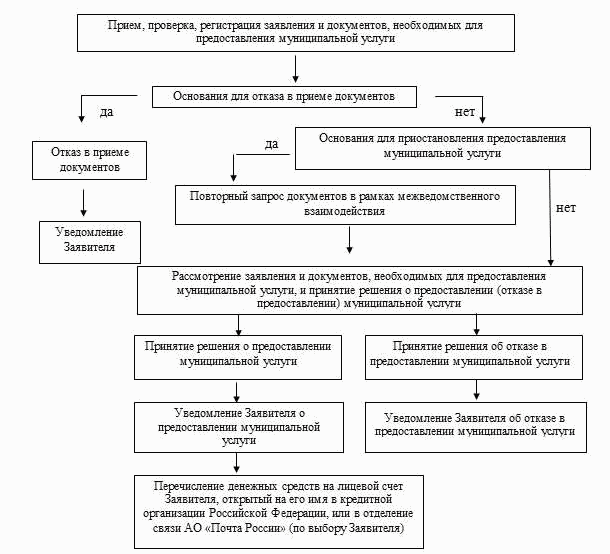 Прием, проверка, регистрация заявления и документов, необходимых для
предоставления муниципальной услуги
Основания для отказа в приеме документов
да
нет
Основания для приостановления предоставления
муниципальной услуги
Отказ в приеме
документов
да
Повторный запрос документов в рамках межведомственного
взаимодействия
нет
Уведомление
Заявителя
Рассмотрение заявления и документов, необходимых для предоставления
муниципальной услуги, и принятие решения о предоставлении (отказе в
предоставлении) муниципальной услуги
Принятие решения о предоставлении
муниципальной услуги
Принятие решения об отказе в
предоставлении муниципальной услуги
Уведомление Заявителя о
предоставлении муниципальной
услуги
Уведомление Заявителя об отказе в
предоставлении муниципальной услуги
Перечисление денежных средств на лицевой счет
Заявителя, открытый на его имя в кредитной
организации Российской Федерации, или в отделение
связи АО «Почта России» (по выбору Заявителя)